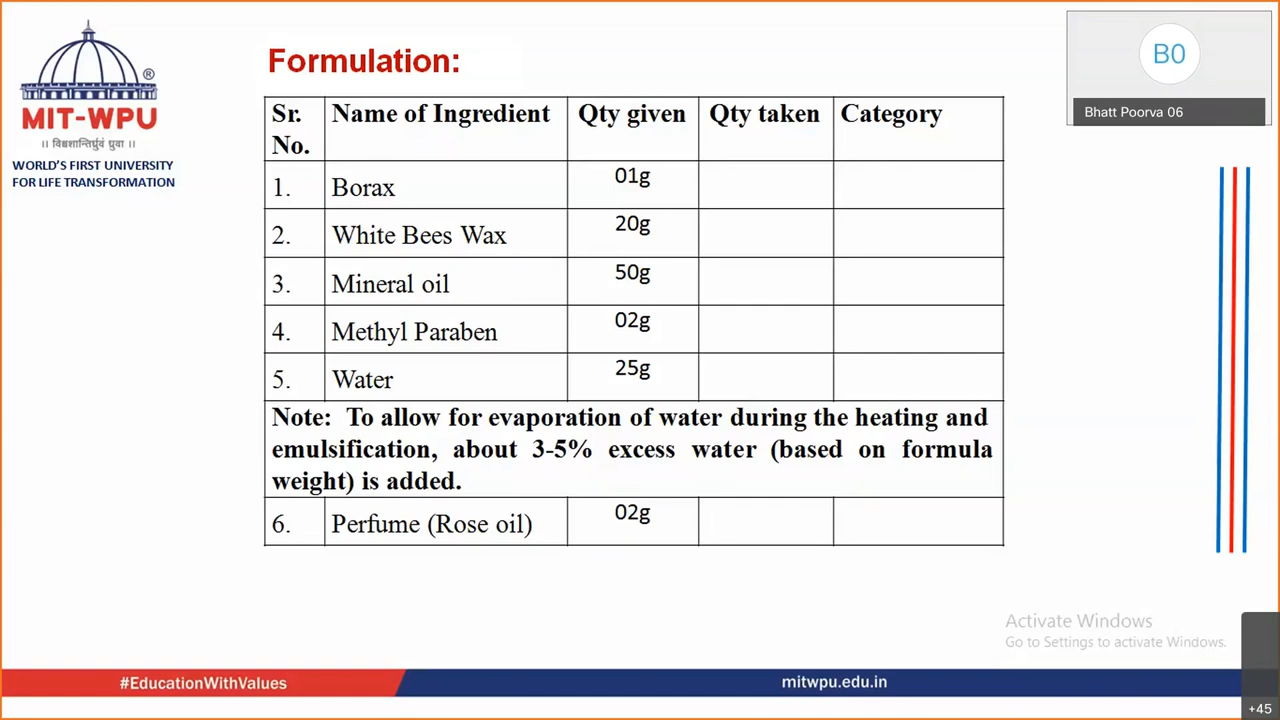 Formulation:
B0
Bhatt Poorva 06
®
MIT-WPU
WORLD'S FIRST UNIVERSITY
FOR LIFE TRANSFORMATION
Sr. No. Name of Ingredient Qty given Qty taken Category
1. Borax 01g
2. White Bees Wax 20g
3. Mineral oil 50g
4. Methyl Paraben 02g
5. Water 25g
Note: To allow for evaporation of water during the heating and
emulsification, about 3-5% excess water (based on formula
weight) is added.
6. Perfume (Rose oil) 02g
Activate Windows
Go to Settings to activate Windows.
#EducationWithValues
mitwpu.edu.in
+45